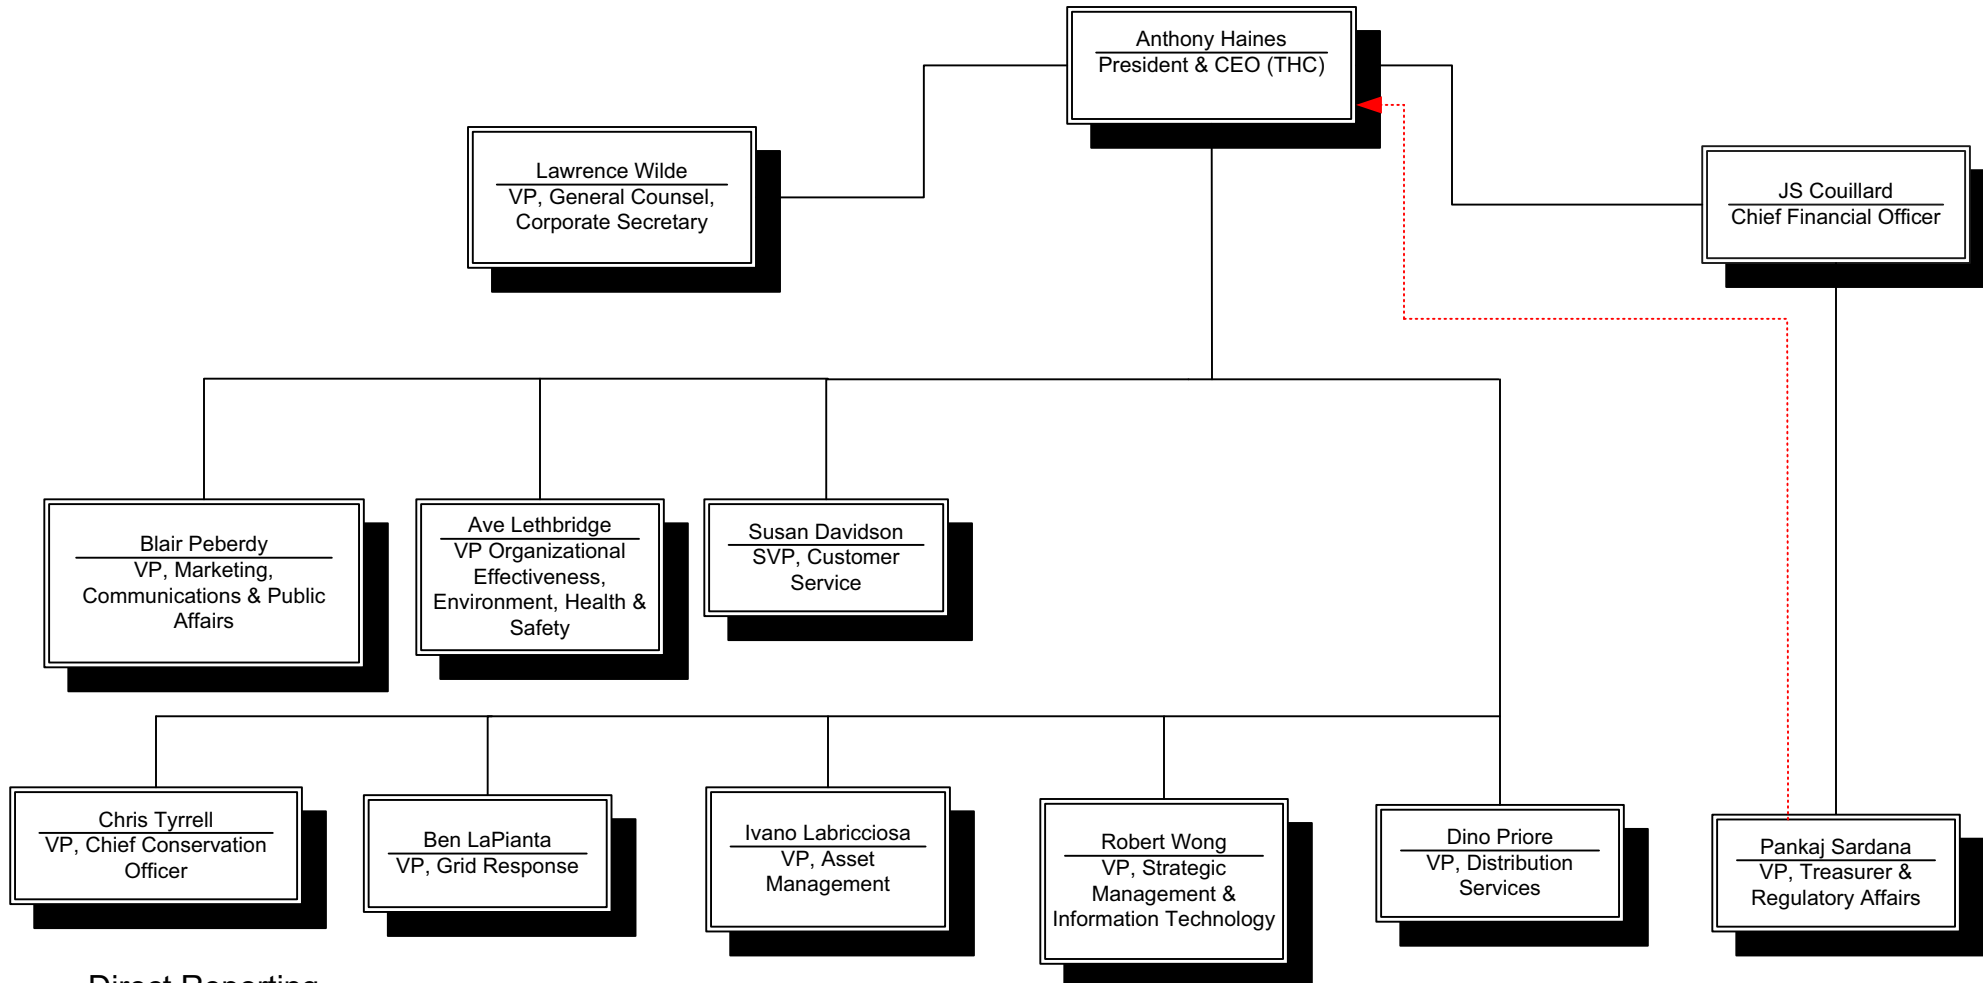 Anthony Haines
President & CEO (THC)
Lawrence Wilde
VP, General Counsel,
Corporate Secretary
JS Couillard
Chief Financial Officer
Blair Peberdy
VP, Marketing,
Communications & Public
Affairs
Ave Lethbridge
VP Organizational
Effectiveness,
Environment, Health &
Safety
Susan Davidson
SVP, Customer
Service
Chris Tyrrell
VP, Chief Conservation
Officer
Ben LaPianta
VP, Grid Response
Ivano Labricciosa
VP, Asset
Management
Robert Wong
VP, Strategic
Management &
Information Technology
Dino Priore
VP, Distribution
Services
Pankaj Sardana
VP, Treasurer &
Regulatory Affairs
Direct Reporting